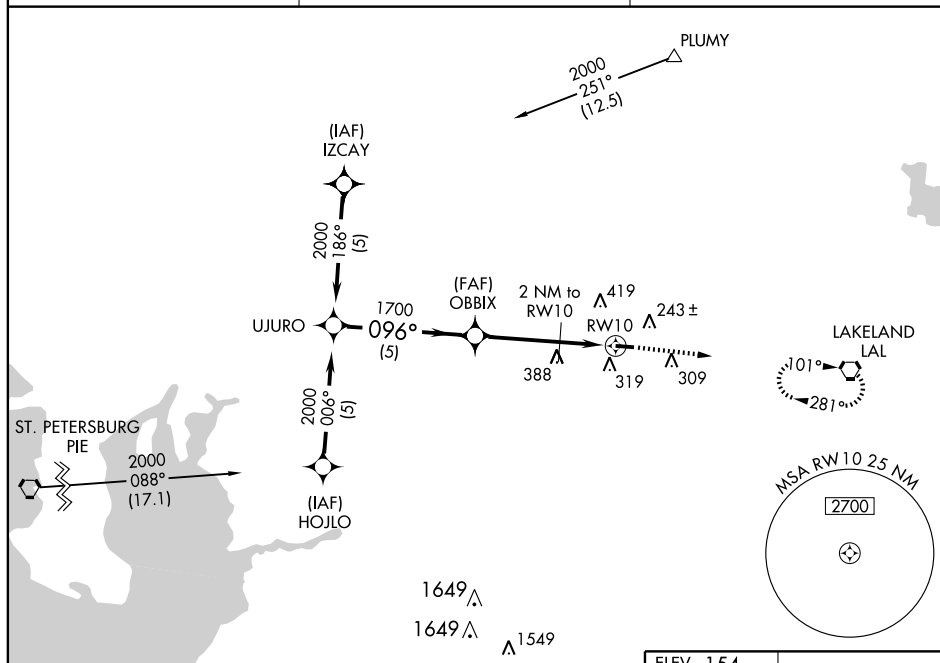 PLUMY
2000
251°
(12.5)
(IAF)
IZCAY
2000
186°
(5)
(FAF)
OBBIX
2 NM to
RW10
419
243 ±
1700
UJURO
096°
(5)
RW10
388
319
309
LAKELAND
LAL
101°
281°
2000
006°
(5)
ST. PETERSBURG
PIE
2000
088°
(17.1)
(IAF)
HOJLO
MSA RW10 25 NM
2700
1649
1649
1549
ELEV 154